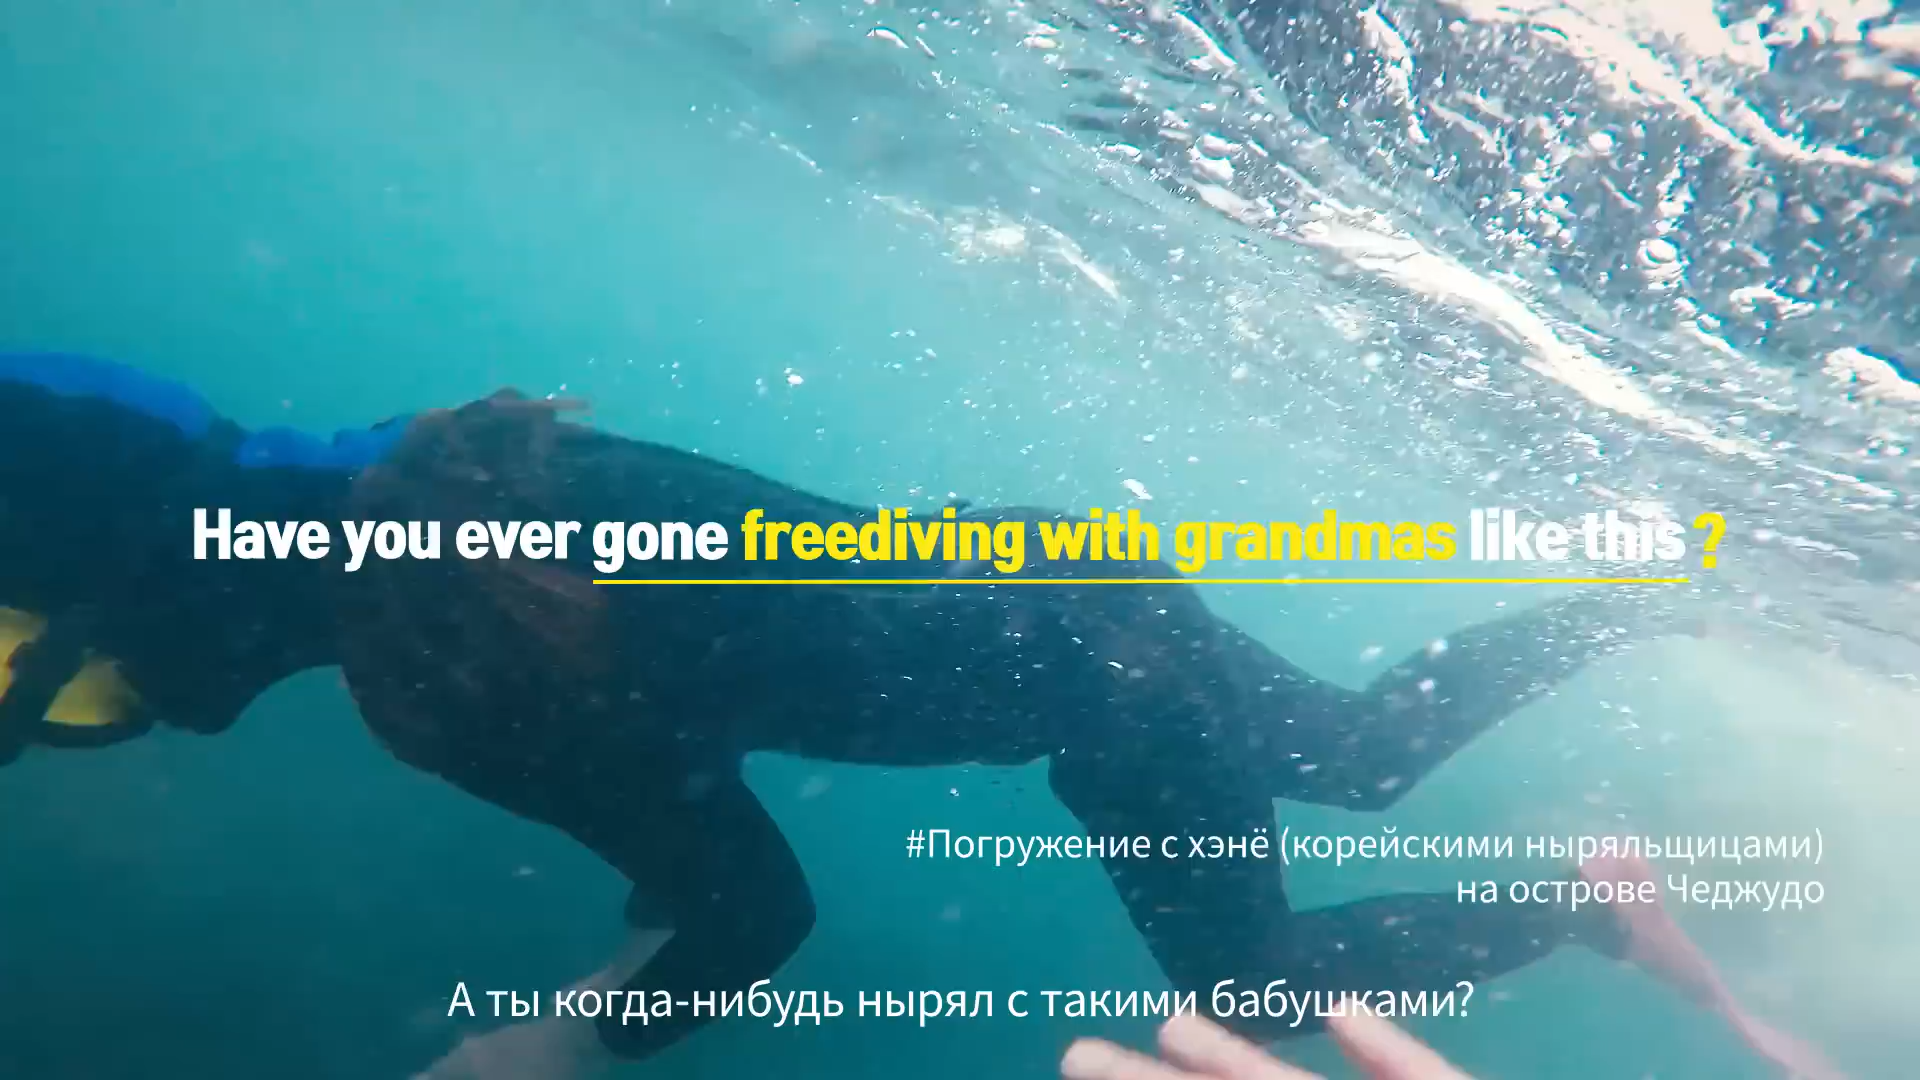 Have you ever gone freediving with grandmas like this?
#Погружение с хэнё (корейскими ныряльщицами)
на острове Чеджудо
А ты когда-нибудь нырял с такими бабушками?